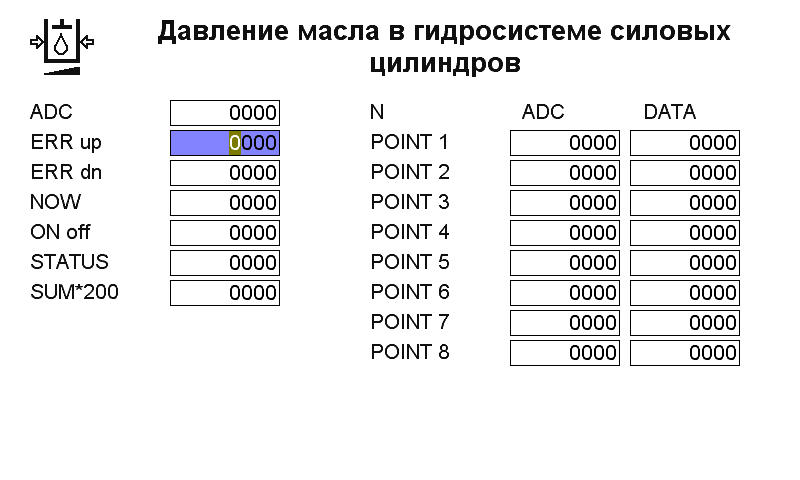 Давление масла в гидросистеме силовых
цилиндров
ADC 0000 N ADC DATA
ERR up 0000 POINT 1 0000 0000
ERR dn 0000 POINT 2 0000 0000
NOW 0000 POINT 3 0000 0000
ON off 0000 POINT 4 0000 0000
STATUS 0000 POINT 5 0000 0000
SUM*200 0000 POINT 6 0000 0000
POINT 7 0000 0000
POINT 8 0000 0000